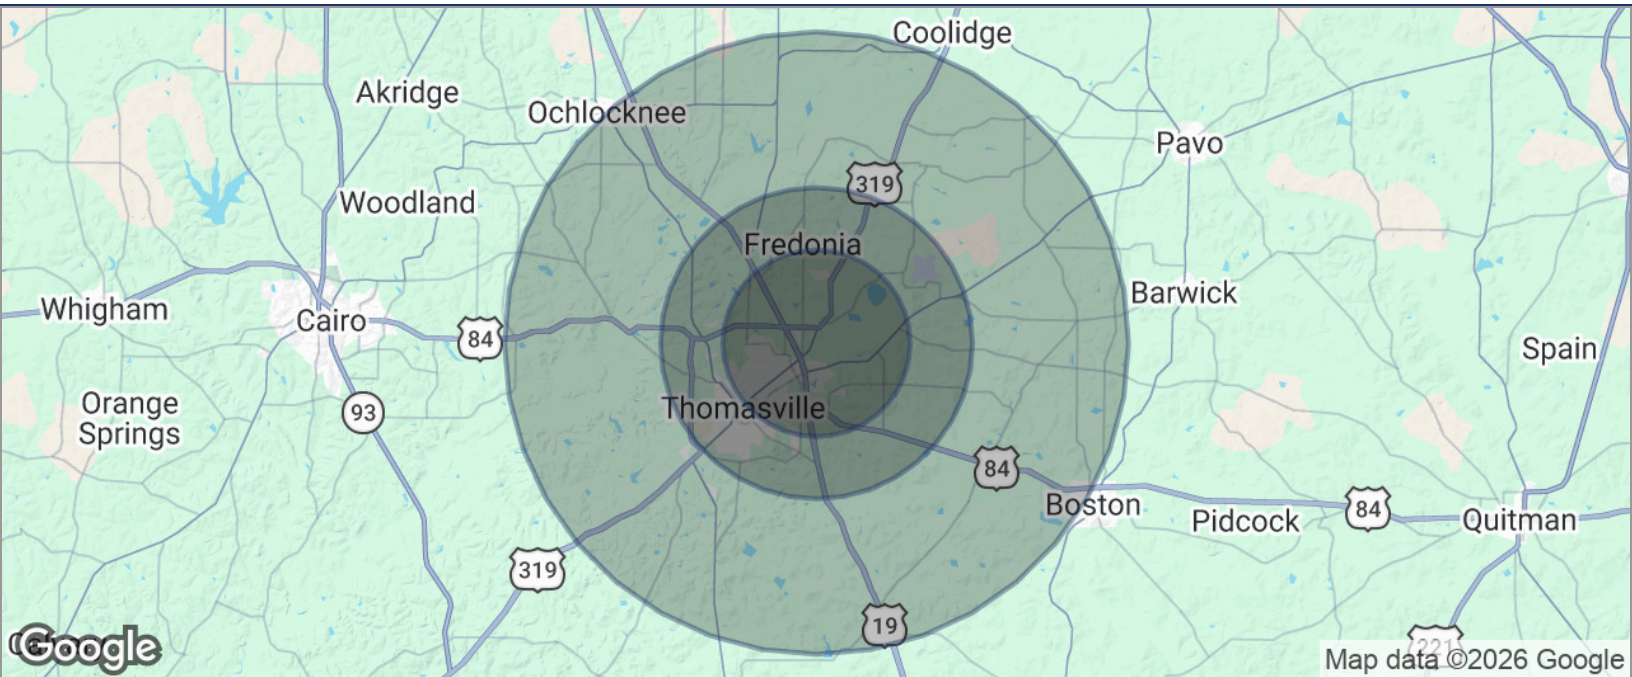 Coolidge
Akridge
Ochlocknee
Pavo
319
Woodland
Fredonia
Barwick
Whigham
Cairo
84
Spain
Orange
Springs
93
Thomasville
84
Boston
Pidcock
84
Quitman
319
19
221
Google
Map data ©2026 Google